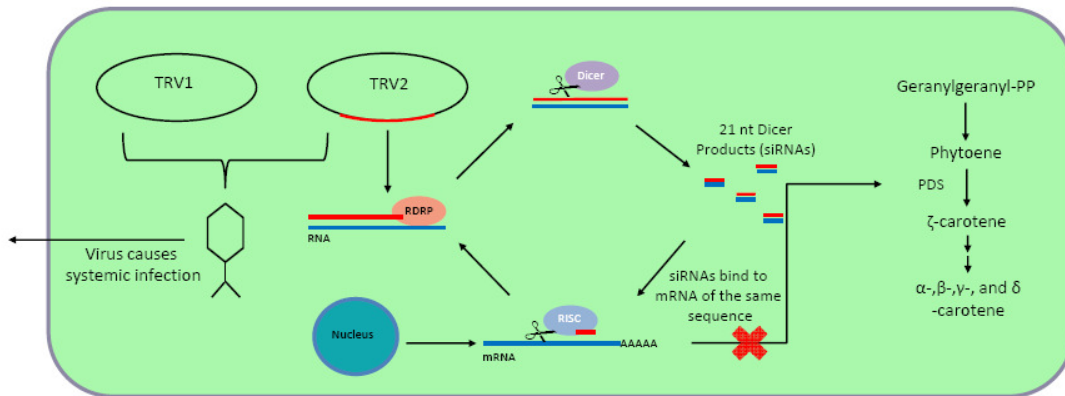 TRV1
TRV2
Dicer
Geranylgeranyl-PP
21 nt Dicer
Products (siRNAs)
Phytoene
PDS
RDRP
RNA
ζ-carotene
Virus causes
systemic infection
siRNAs bind to
mRNA of the same
sequence
α-,β-,γ-, and δ
-carotene
Nucleus
RISC
mRNA
AAAAA